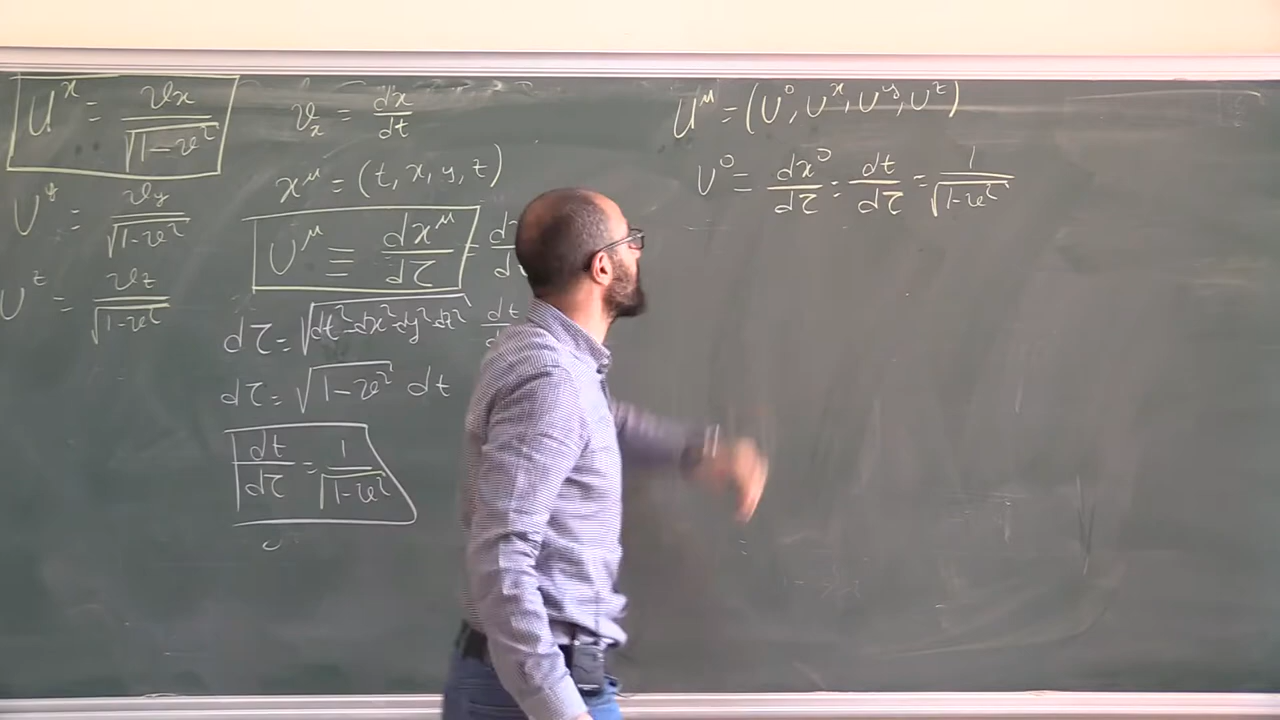 U^x = v_x / √(1-v²)
U^y = v_y / √(1-v²)
U^z = v_z / √(1-v²)
v_x = dx/dt
x^μ = (t, x, y, z)
U^μ ≡ dx^μ/dτ =
dτ = √(dt²-dx²-dy²-dz²)
dτ = √(1-v²) dt
dt/dτ = 1/√(1-v²)
U^μ = (U^0, U^x, U^y, U^z)
U^0 = dx^0/dτ = dt/dτ = 1/√(1-v²)